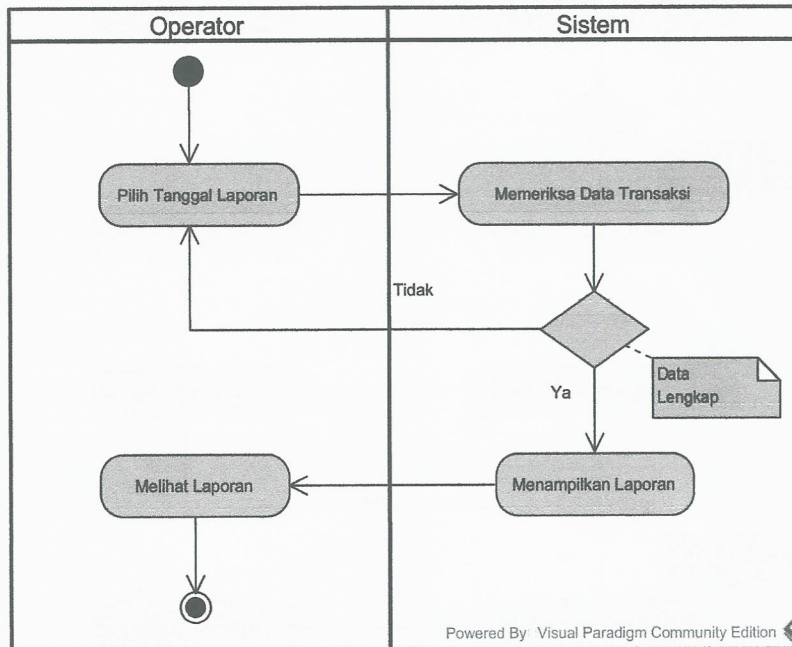 Operator
Sistem
Pilih Tanggal Laporan
Memeriksa Data Transaksi
Tidak
Data
Lengkap
Ya
Melihat Laporan
Menampilkan Laporan
Powered By Visual Paradigm Community Edition